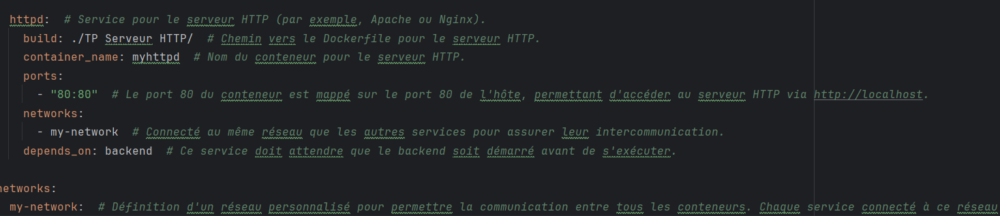 httpd:  # Service pour le serveur HTTP (par exemple, Apache ou Nginx).
build: ./TP Serveur HTTP/  # Chemin vers le Dockerfile pour le serveur HTTP.
container_name: myhttpd  # Nom du conteneur pour le serveur HTTP.
ports:
- "80:80"  # Le port 80 du conteneur est mappé sur le port 80 de l'hôte, permettant d'accéder au serveur HTTP via http://localhost.
networks:
- my-network  # Connecté au même réseau que les autres services pour assurer leur intercommunication.
depends_on: backend  # Ce service doit attendre que le backend soit démarré avant de s'exécuter.
networks:
my-network:  # Définition d'un réseau personnalisé pour permettre la communication entre tous les conteneurs. Chaque service connecté à ce réseau